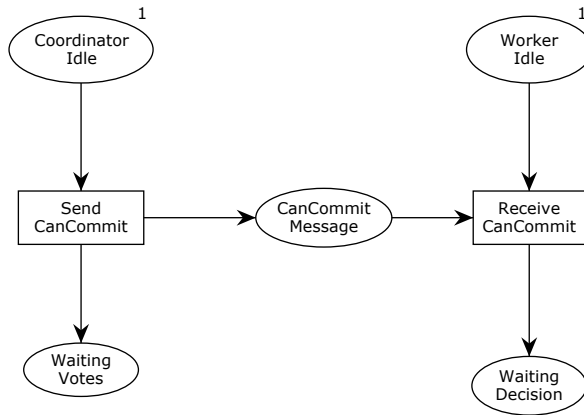 1
1
Coordinator
Idle
Worker
Idle
Send
CanCommit
CanCommit
Message
Receive
CanCommit
Waiting
Votes
Waiting
Decision